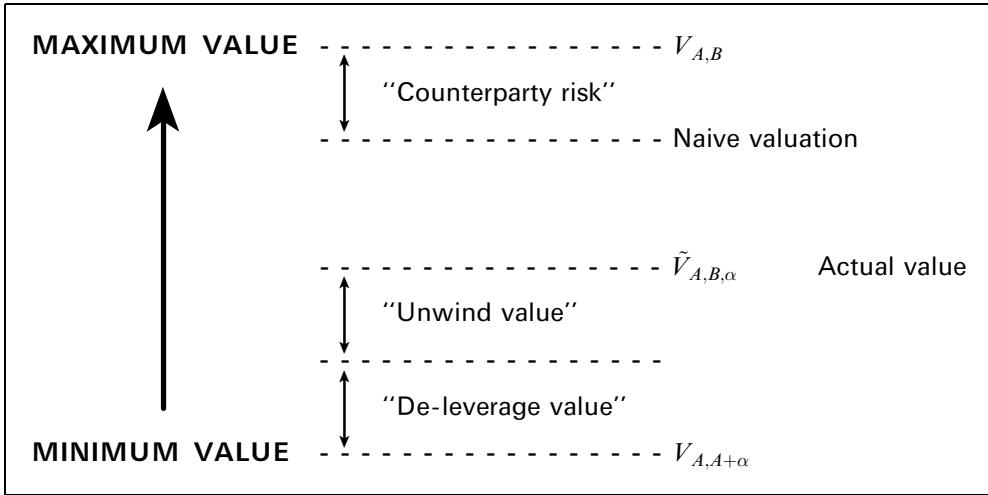 MAXIMUM VALUE - - - - - - - - - - - - - - - - - V_{A,B}
"Counterparty risk"
- - - - - - - - - - - - - - - - - Naive valuation
- - - - - - - - - - - - - - - - - Ṽ_{A,B,α} Actual value
"Unwind value"
- - - - - - - - - - - - - - - - -
"De-leverage value"
MINIMUM VALUE - - - - - - - - - - - - - - - - - V_{A,A+α}